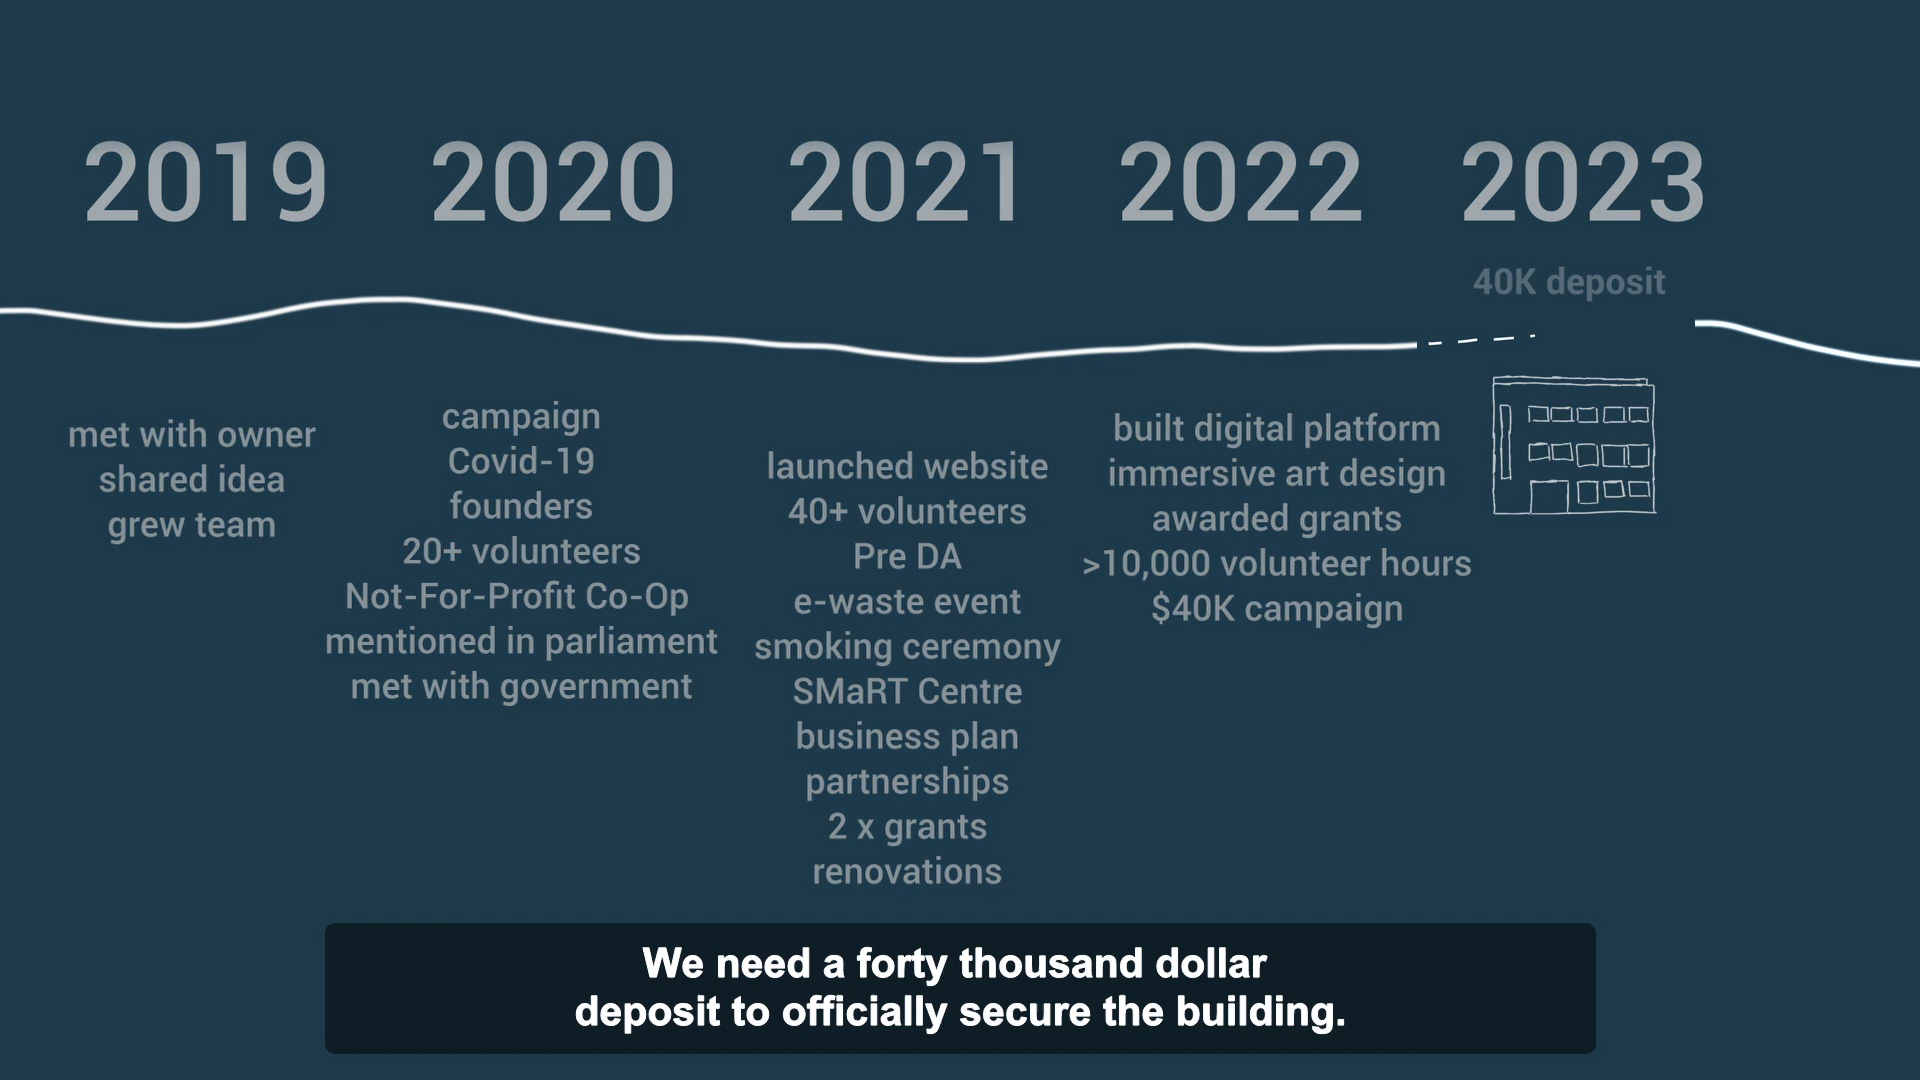 2019 2020 2021 2022 2023
40K deposit
met with owner
shared idea
grew team
campaign
Covid-19
founders
20+ volunteers
Not-For-Profit Co-Op
mentioned in parliament
met with government
launched website
40+ volunteers
Pre DA
e-waste event
smoking ceremony
SMaRT Centre
business plan
partnerships
2 x grants
renovations
built digital platform
immersive art design
awarded grants
>10,000 volunteer hours
$40K campaign
We need a forty thousand dollar
deposit to officially secure the building.